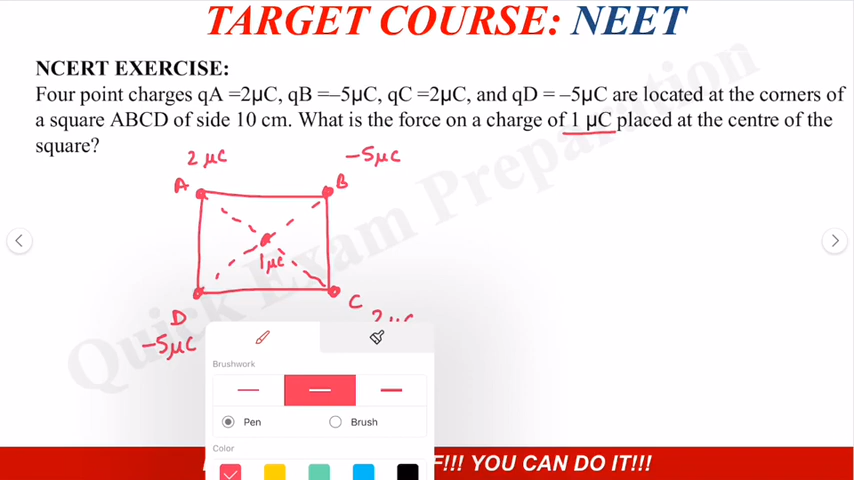 TARGET COURSE: NEET
NCERT EXERCISE:
Four point charges qA =2μC, qB =–5μC, qC =2μC, and qD = –5μC are located at the corners of
a square ABCD of side 10 cm. What is the force on a charge of 1 μC placed at the centre of the
square?
2 μC
-5μC
A
B
1μC
C
D
-5μC
Brushwork
Pen
Brush
Color
!!! YOU CAN DO IT!!!
Quick Exam Preparation